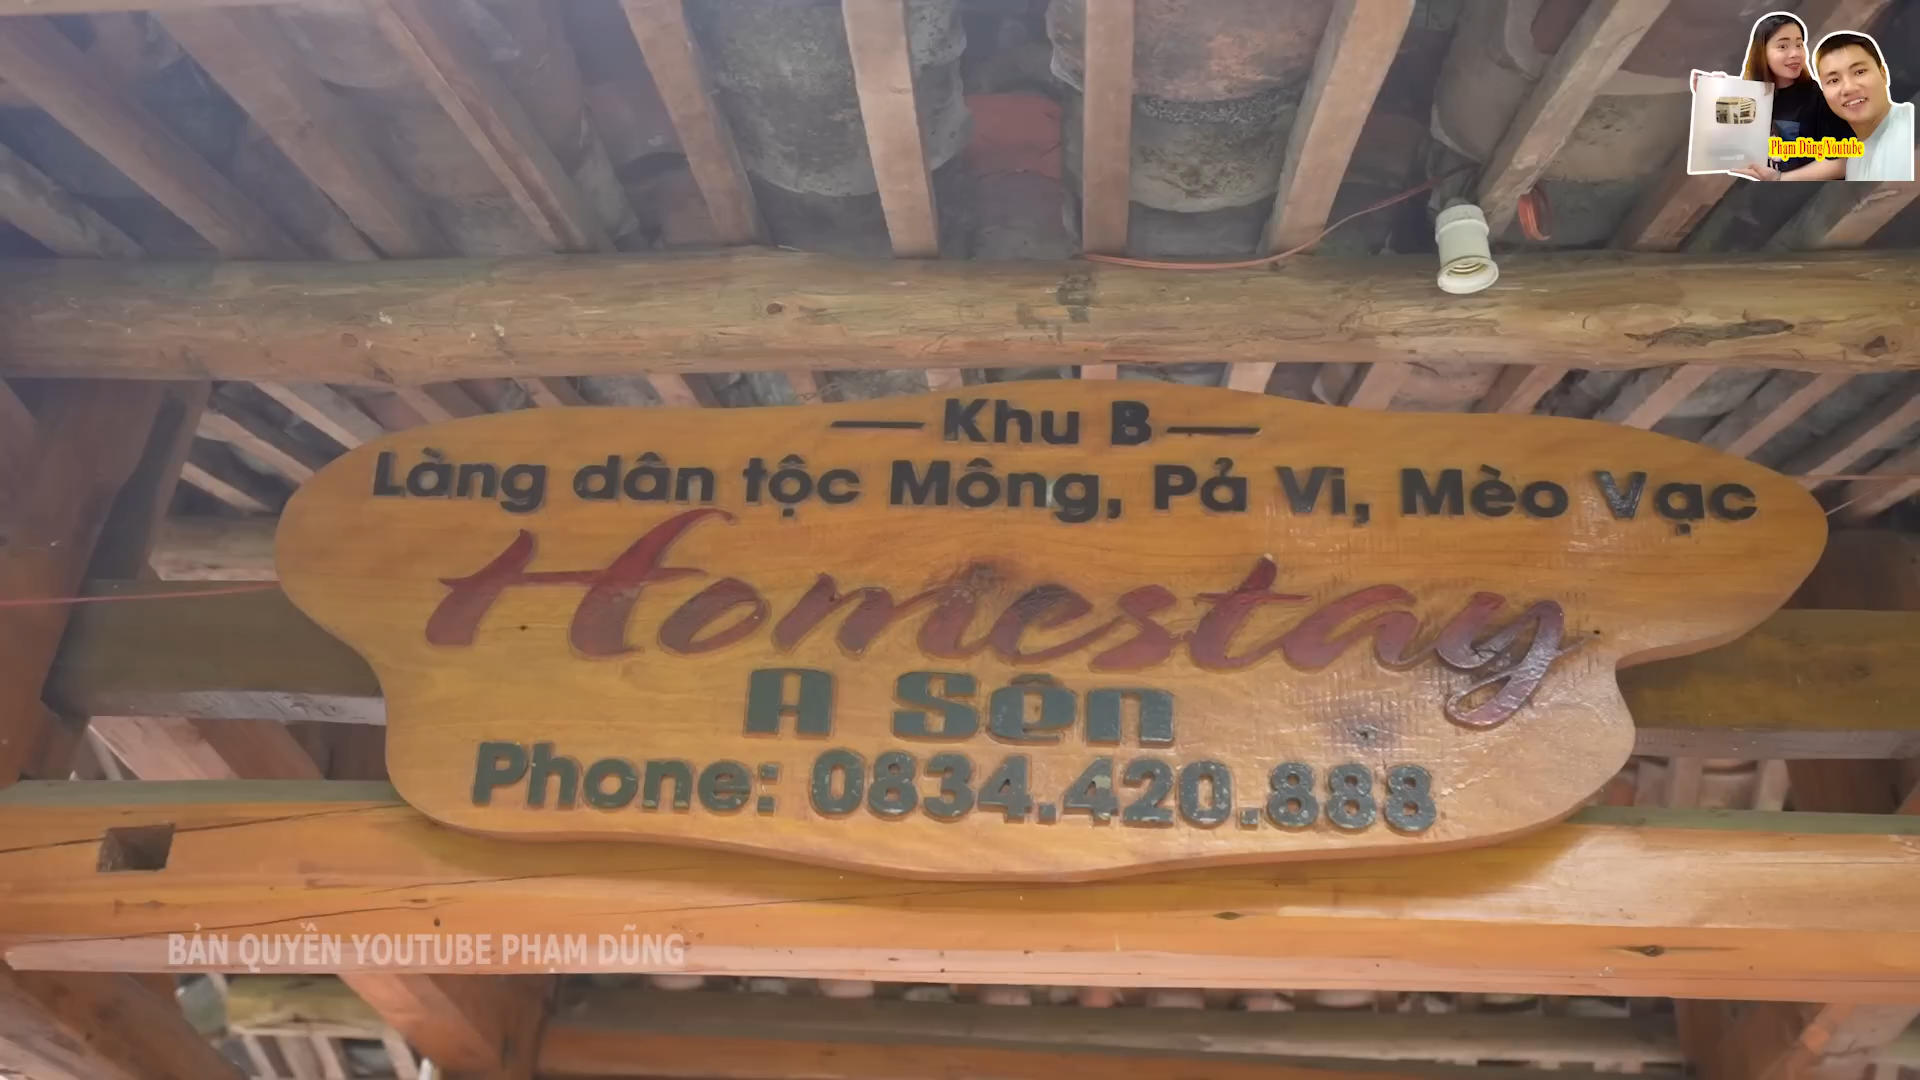 Phạm Dũng Youtube
Khu B
Làng dân tộc Mông, Pả Vi, Mèo Vạc
Homestay
A Sên
Phone: 0834.420.888
BẢN QUYỀN YOUTUBE PHẠM DŨNG